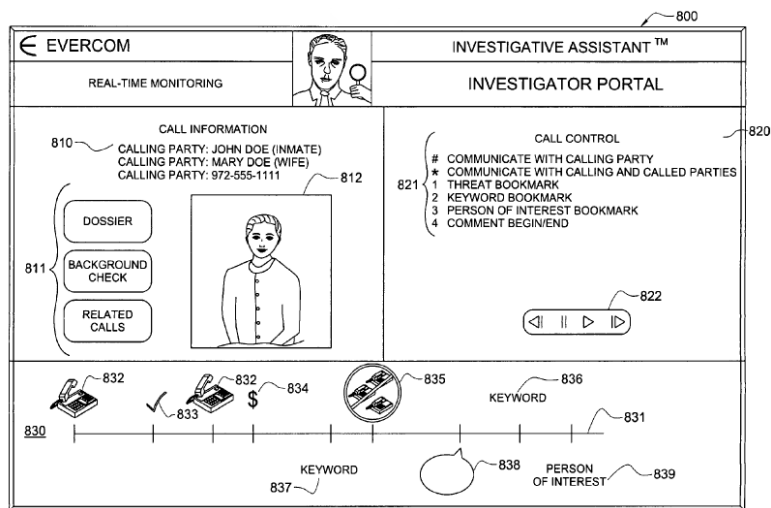 800
EVERCOM
INVESTIGATIVE ASSISTANT ™
REAL-TIME MONITORING
INVESTIGATOR PORTAL
CALL INFORMATION
810
CALLING PARTY: JOHN DOE (INMATE)
CALLING PARTY: MARY DOE (WIFE)
CALLING PARTY: 972-555-1111
812
811
DOSSIER
BACKGROUND
CHECK
RELATED
CALLS
820
CALL CONTROL
821
# COMMUNICATE WITH CALLING PARTY
* COMMUNICATE WITH CALLING AND CALLED PARTIES
1 THREAT BOOKMARK
2 KEYWORD BOOKMARK
3 PERSON OF INTEREST BOOKMARK
4 COMMENT BEGIN/END
822
832
833
832
$
834
835
836
KEYWORD
831
830
KEYWORD
837
838
PERSON
OF INTEREST
839